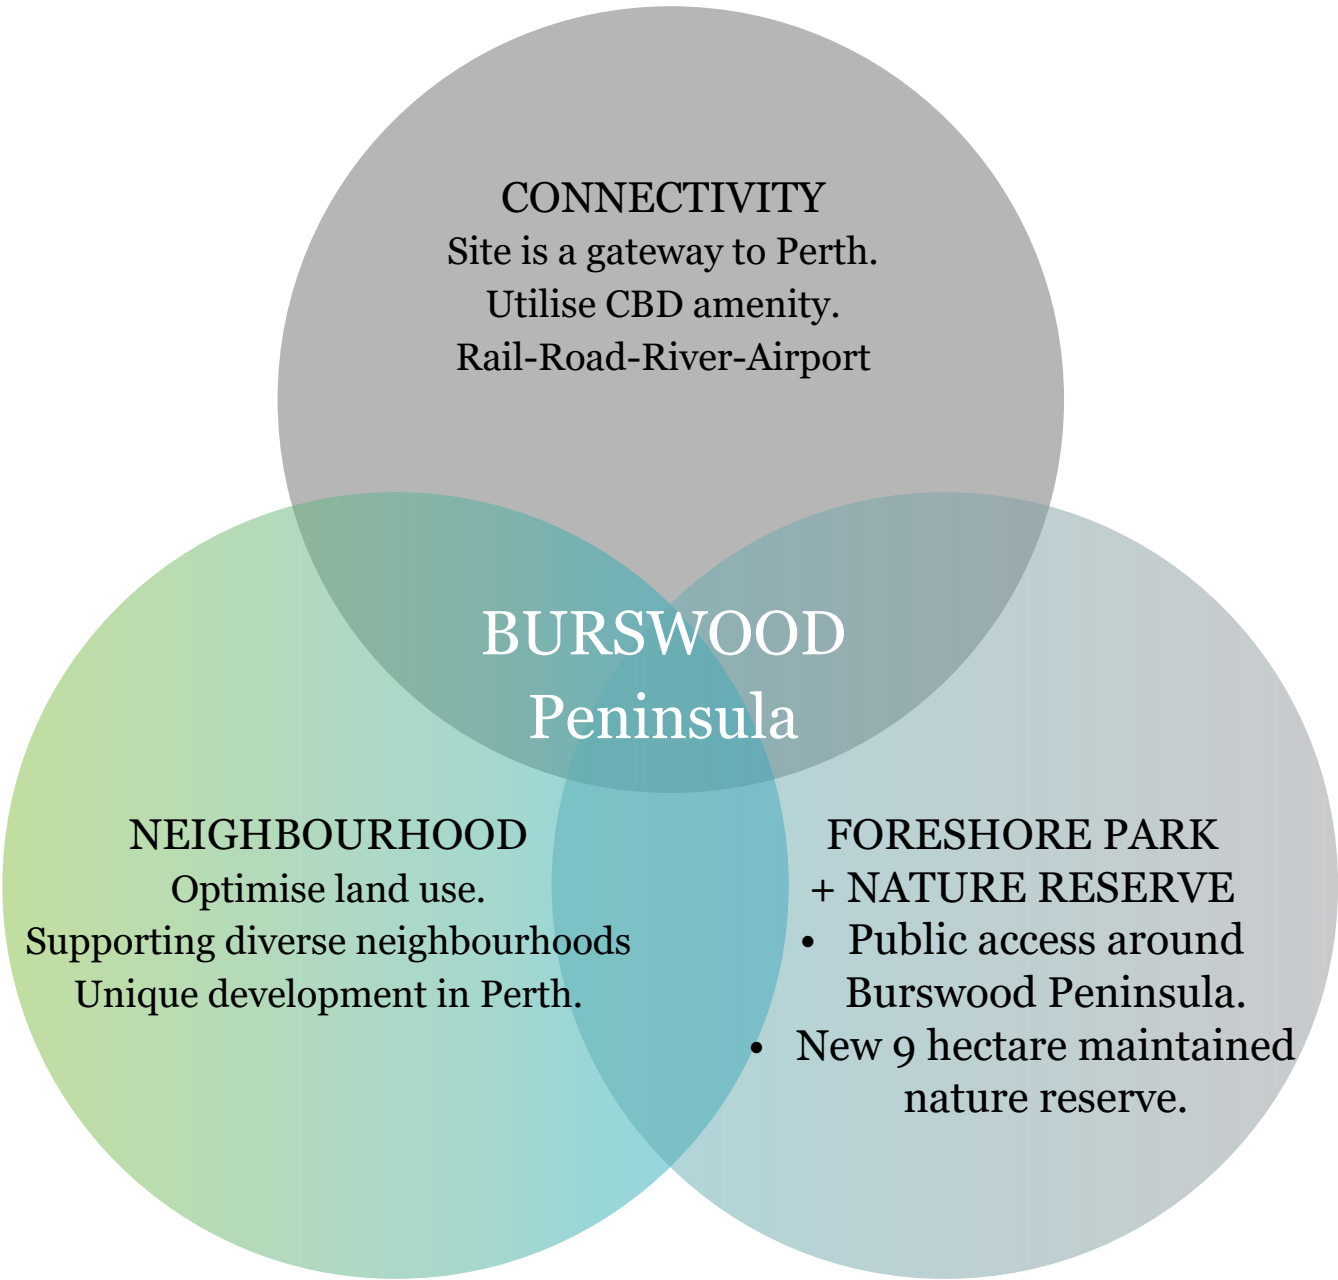 CONNECTIVITY
Site is a gateway to Perth.
Utilise CBD amenity.
Rail-Road-River-Airport
BURSWOOD
Peninsula
NEIGHBOURHOOD
Optimise land use.
Supporting diverse neighbourhoods
Unique development in Perth.
FORESHORE PARK
+ NATURE RESERVE
• Public access around
Burswood Peninsula.
• New 9 hectare maintained
nature reserve.